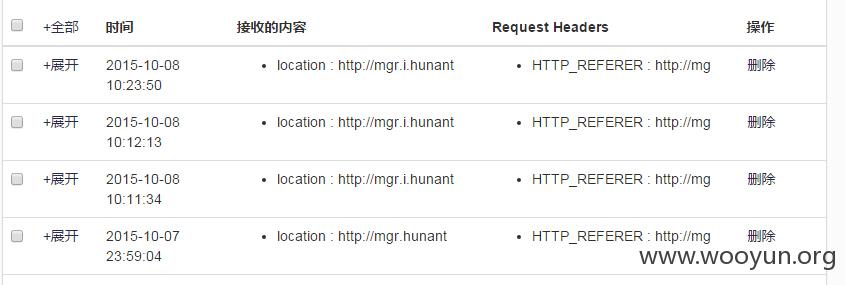 +全部 时间 接收的内容 Request Headers 操作
+展开 2015-10-08 location : http://mgr.i.hunant HTTP_REFERER : http://mg 删除
10:23:50
+展开 2015-10-08 location : http://mgr.i.hunant HTTP_REFERER : http://mg 删除
10:12:13
+展开 2015-10-08 location : http://mgr.i.hunant HTTP_REFERER : http://mg 删除
10:11:34
+展开 2015-10-07 location : http://mgr.hunant HTTP_REFERER : http://mg 删除
23:59:04
www.wooyun.org